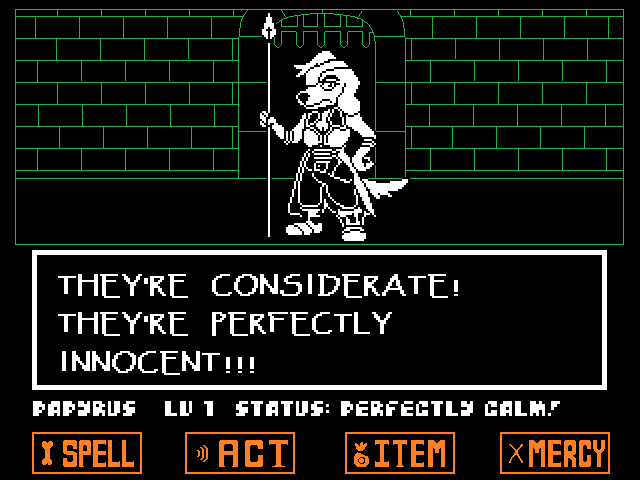 THEY'RE CONSIDERATE!
THEY'RE PERFECTLY
INNOCENT!!!
PAPYRUS LV 1 STATUS: PERFECTLY CALM!
SPELL ACT ITEM MERCY